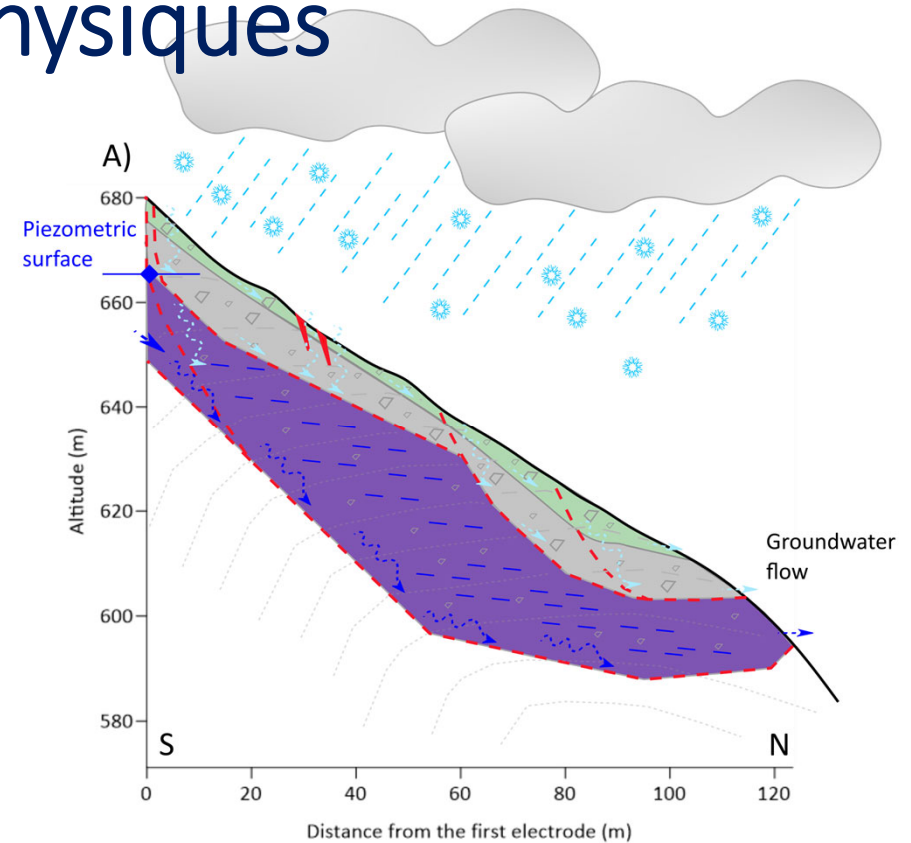 hysiques
A)
680
Piezometric
surface
660
640
Altitude (m)
620
Groundwater
flow
600
580
S
N
0 20 40 60 80 100 120
Distance from the first electrode (m)